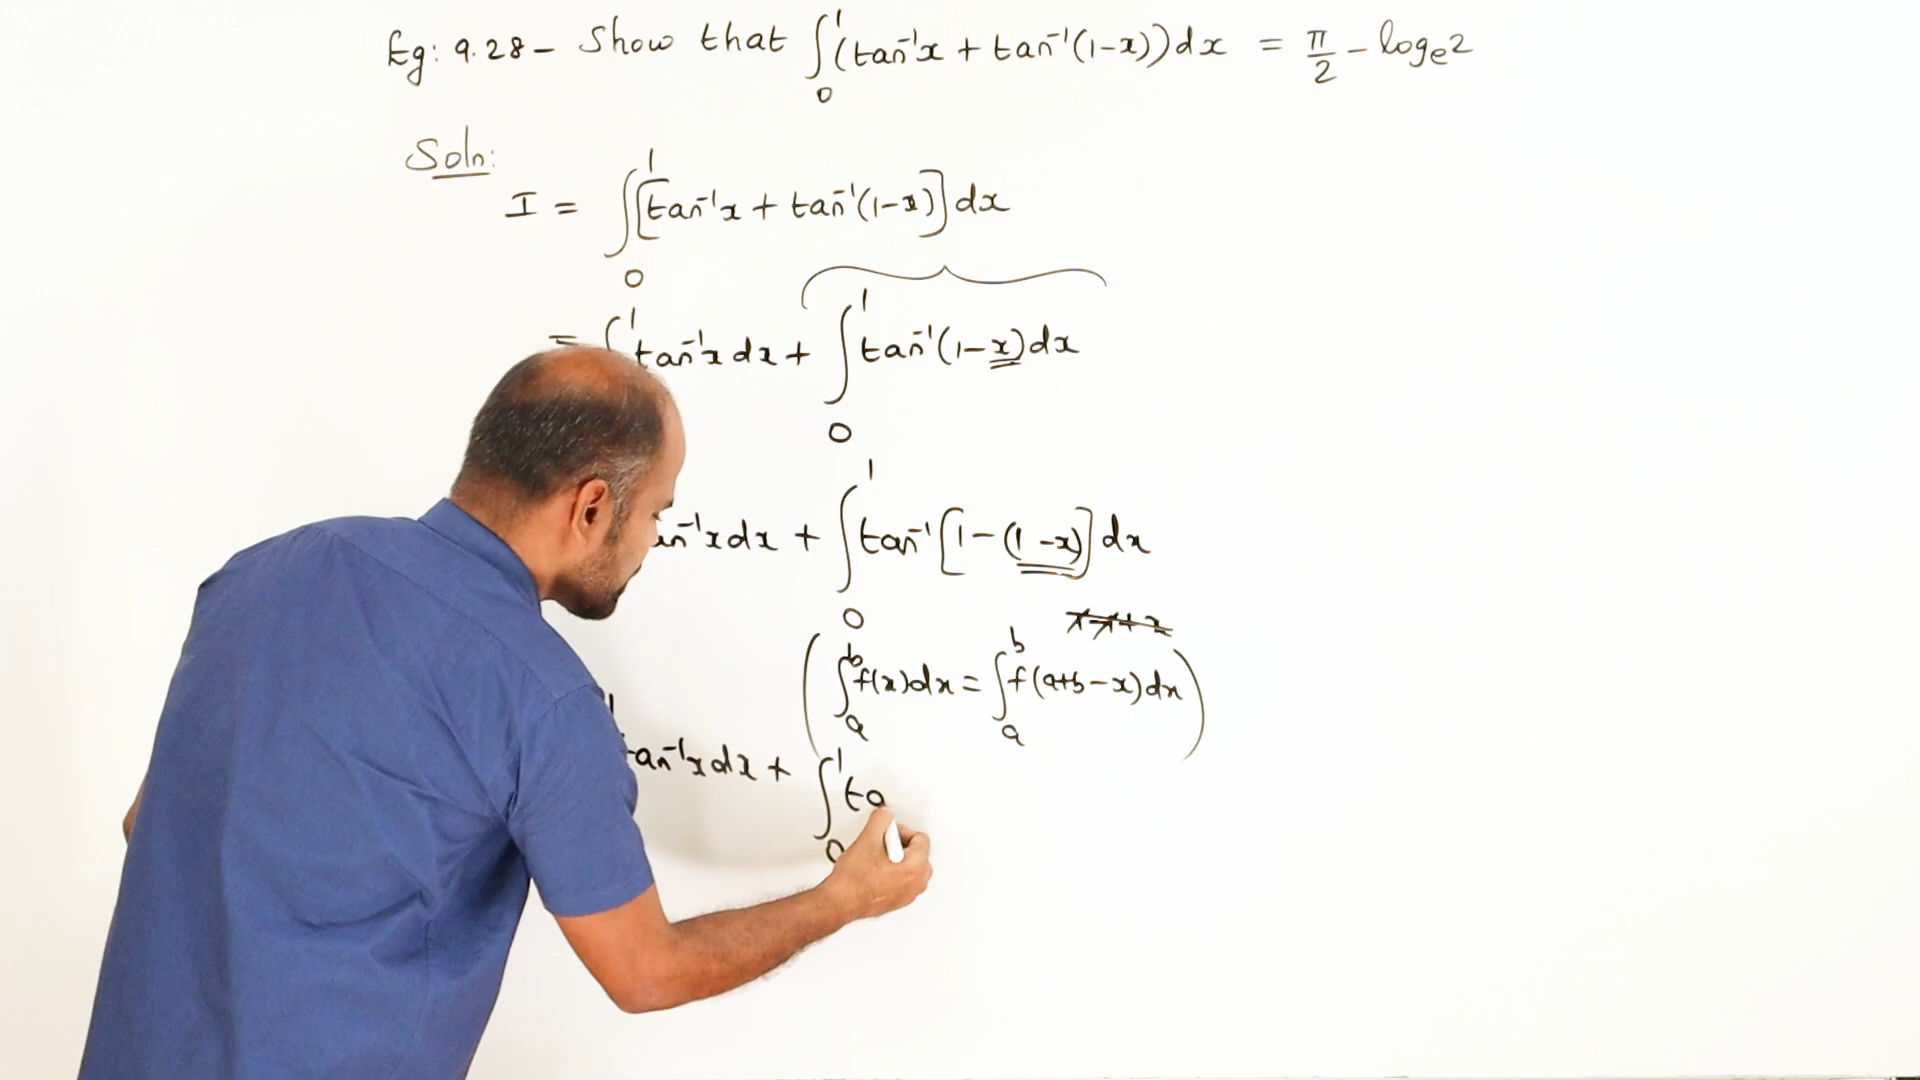 Eg: 9.28 - Show that ∫₀¹ (tan⁻¹x + tan⁻¹(1-x))dx = π/2 - logₑ2
Soln:
I = ∫₀¹ [tan⁻¹x + tan⁻¹(1-x)]dx
= ∫¹ tan⁻¹x dx + ∫₀¹ tan⁻¹(1-x)dx
an⁻¹x dx + ∫₀¹ tan⁻¹[1-(1-x)]dx
(∫ₐᵇ f(x)dx = ∫ₐᵇ f(a+b-x)dx)
tan⁻¹x dx + ∫₀¹ ta